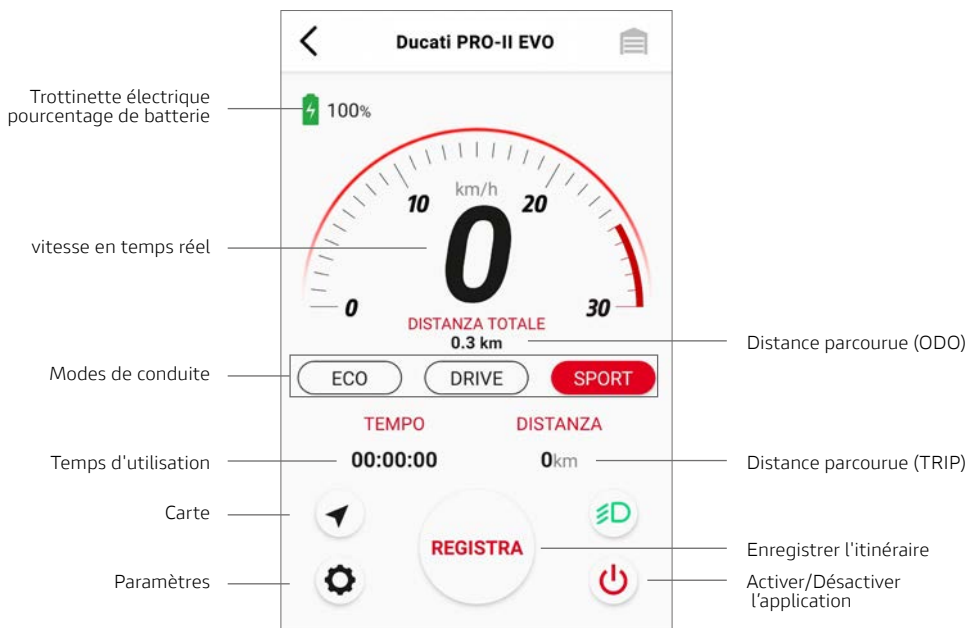 Ducati PRO-II EVO
Trottinette électrique
pourcentage de batterie
100%
km/h
10
20
vitesse en temps réel
0
0
30
DISTANZA TOTALE
0.3 km
Distance parcourue (ODO)
Modes de conduite
ECO
DRIVE
SPORT
TEMPO
DISTANZA
Temps d'utilisation
00:00:00
0km
Distance parcourue (TRIP)
Carte
REGISTRA
Enregistrer l'itinéraire
Paramètres
Activer/Désactiver
l'application